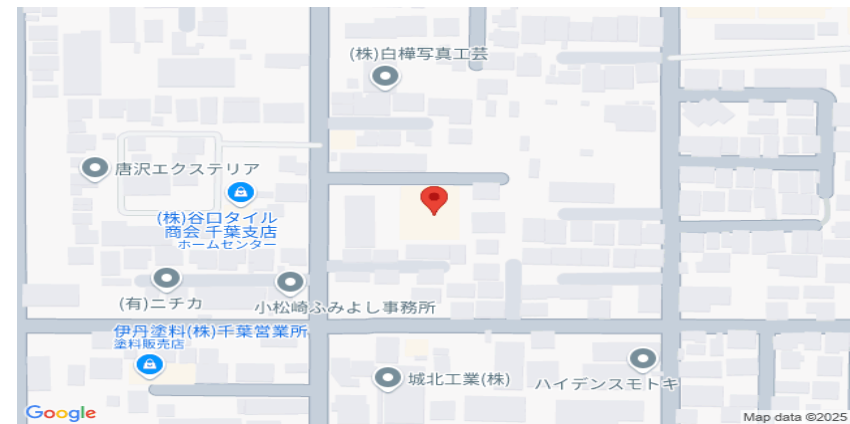 (株)白樺写真工芸
唐沢エクステリア
(株)谷口タイル
商会 千葉支店
ホームセンター
(有)ニチカ
小松崎ふみよし事務所
伊丹塗料(株)千葉営業所
塗料販売店
城北工業(株)
ハイデンスモトキ
Google
Map data ©2025